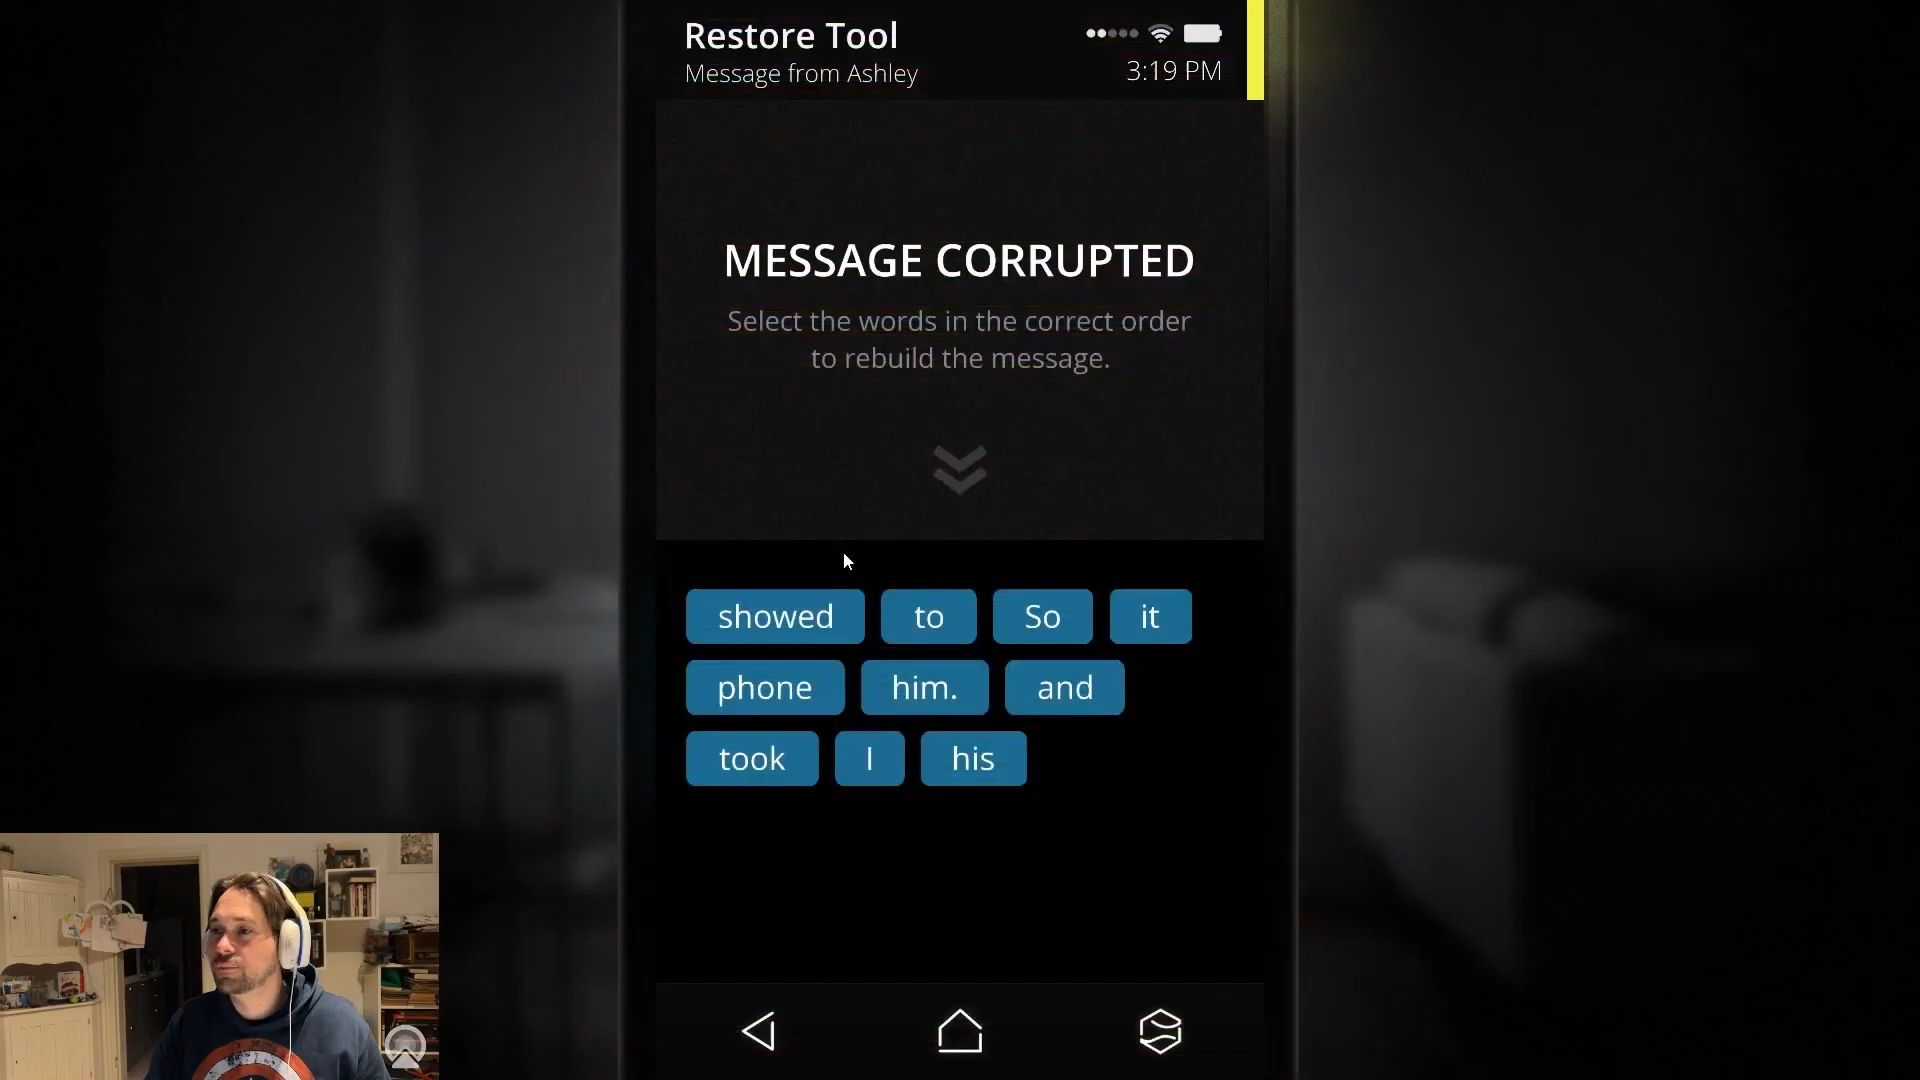 Restore Tool
Message from Ashley
3:19 PM
MESSAGE CORRUPTED
Select the words in the correct order
to rebuild the message.
showed to So it
phone him. and
took I his